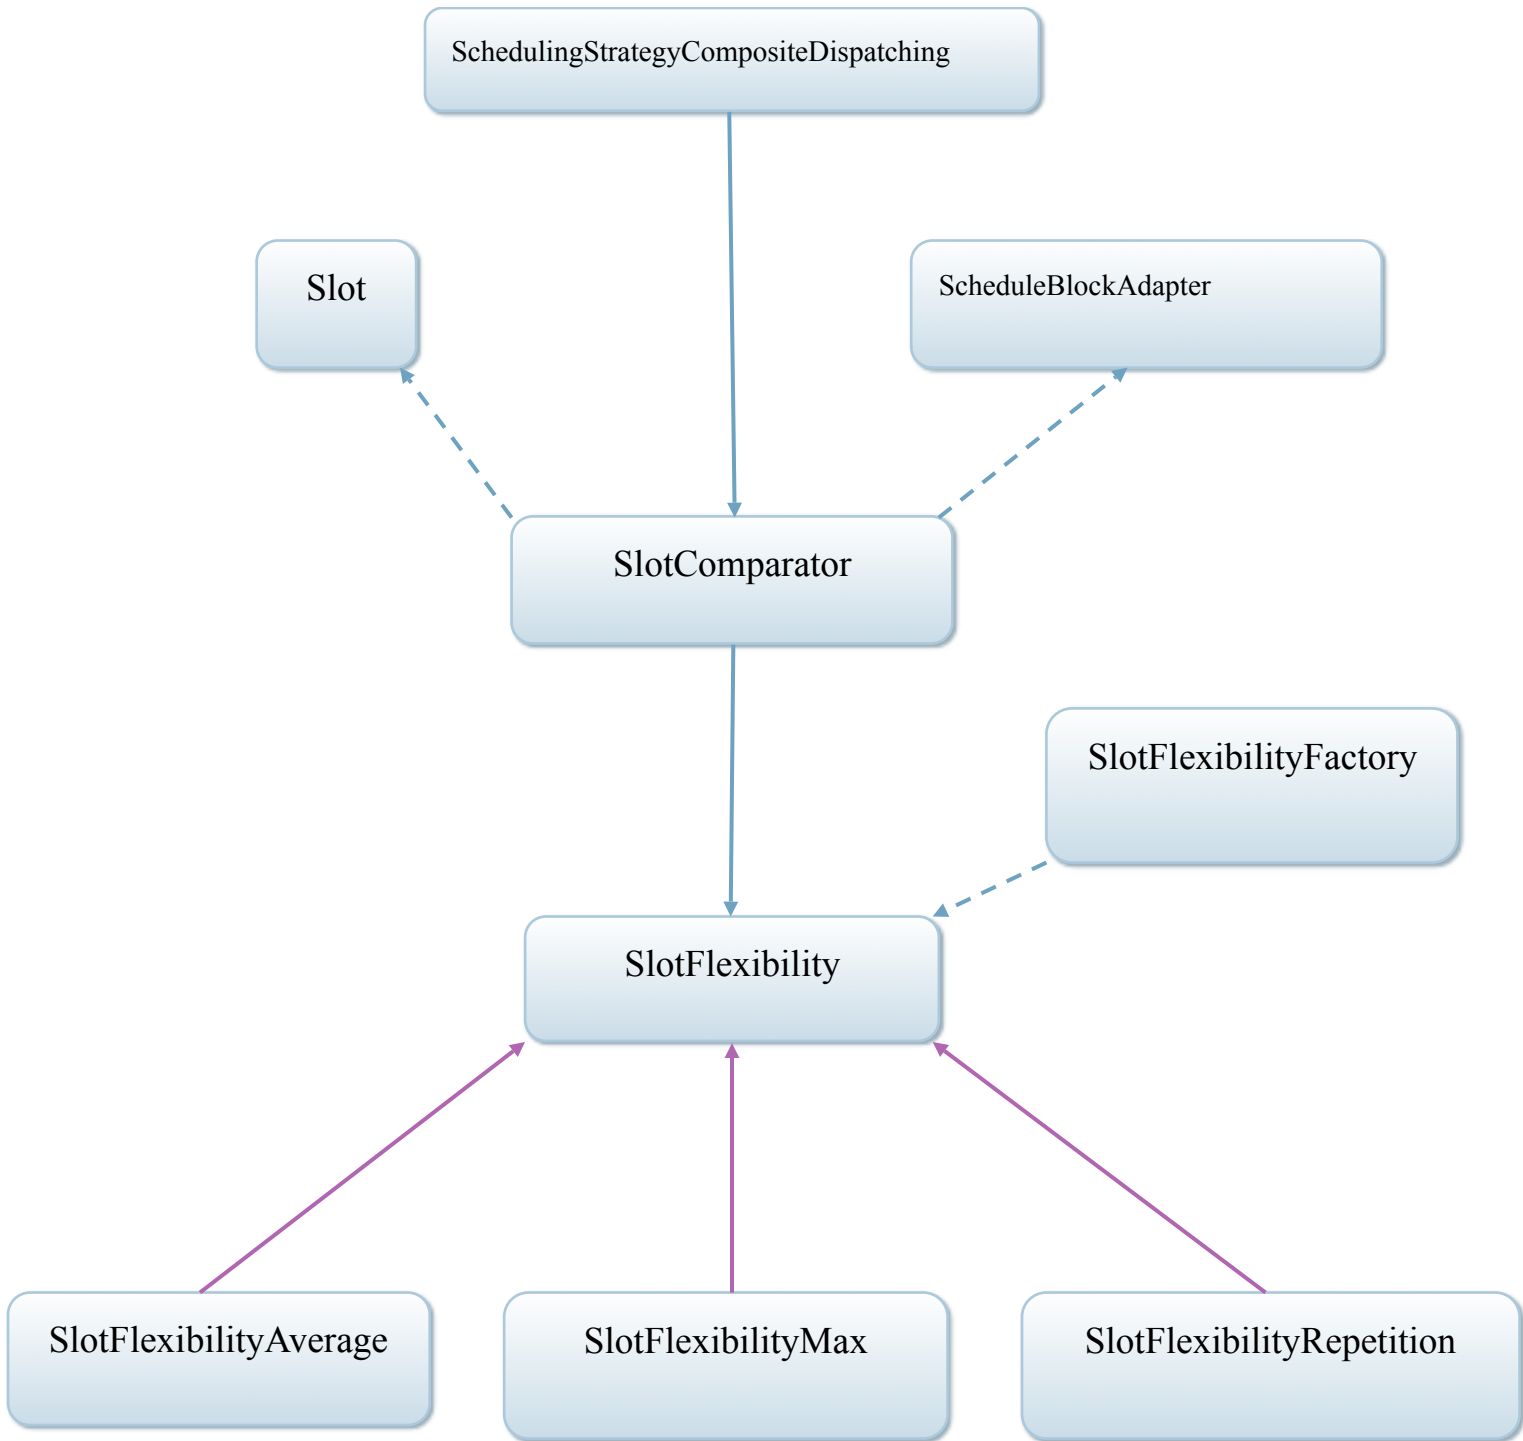 SchedulingStrategyCompositeDispatching
Slot
ScheduleBlockAdapter
SlotComparator
SlotFlexibilityFactory
SlotFlexibility
SlotFlexibilityAverage
SlotFlexibilityMax
SlotFlexibilityRepetition